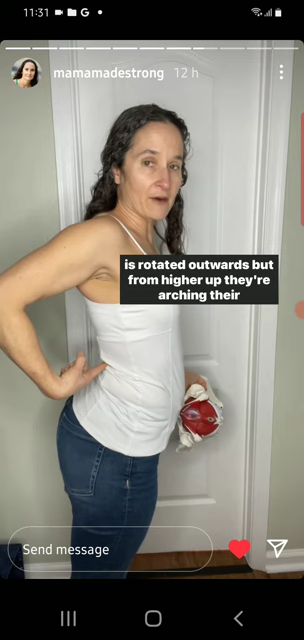 11:31
G
mamamadestrong 12 h
is rotated outwards but
from higher up they're
arching their
Send message